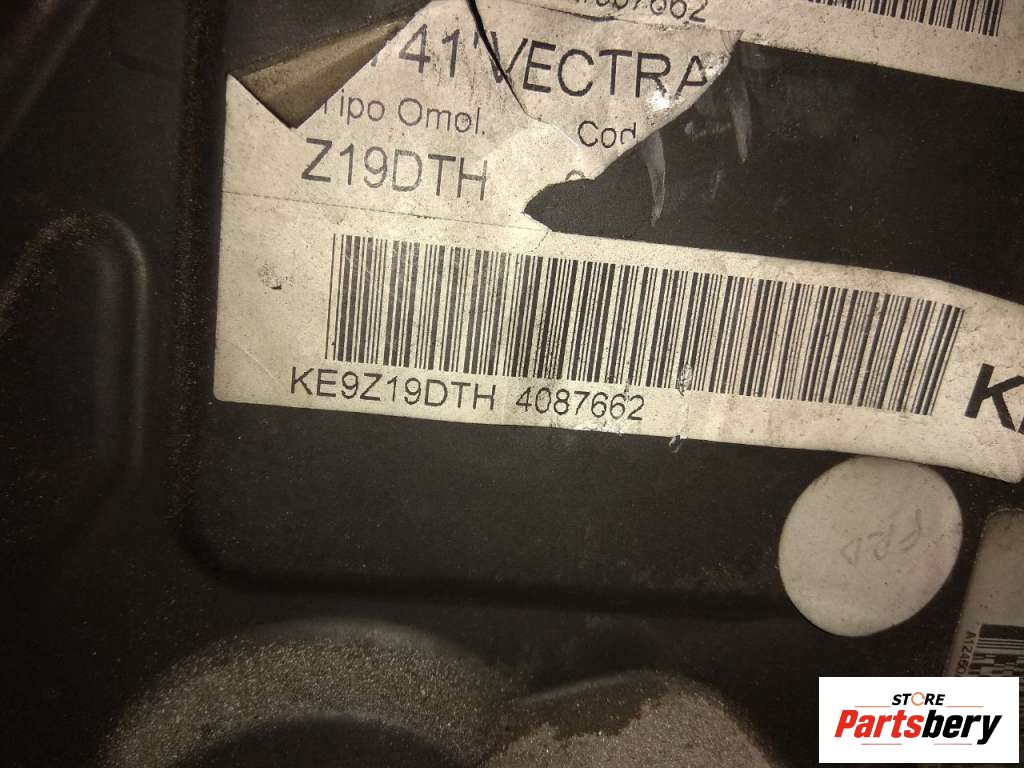 41 VECTRA
Tipo Omol. Cod
Z19DTH
KE9Z19DTH 4087662
FRD
STORE
Partsbery